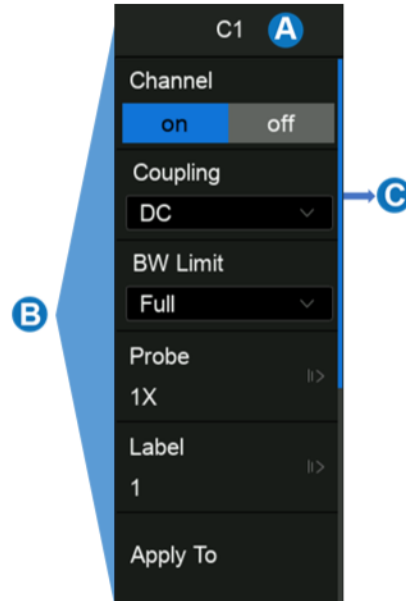 C1 A
Channel
on off
Coupling
DC
C
BW Limit
Full
B
Probe
1X
Label
1
Apply To